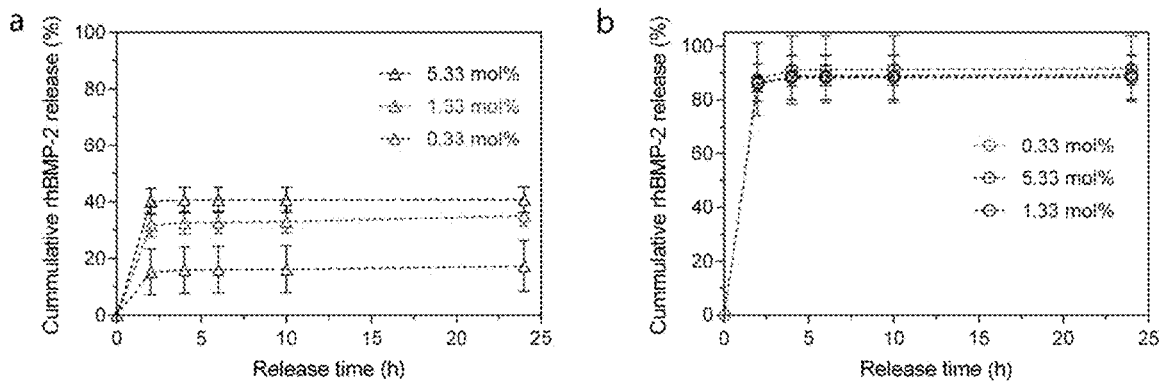 a
Cummulative rhBMP-2 release (%)
100
80
60
40
20
0
5.33 mol%
1.33 mol%
0.33 mol%
0 5 10 15 20 25
Release time (h)
b
Cummulative rhBMP-2 release (%)
100
80
60
40
20
0
0.33 mol%
5.33 mol%
1.33 mol%
0 5 10 15 20 25
Release time (h)